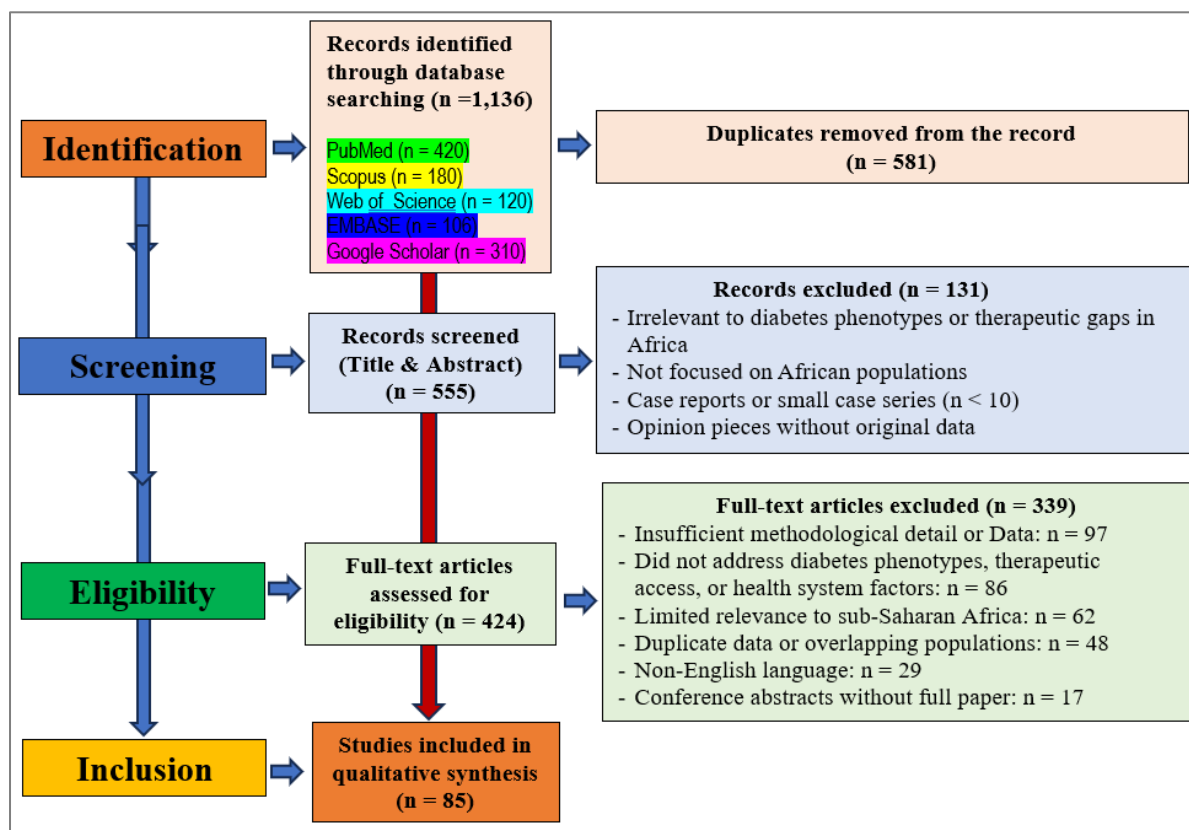 Identification
Records identified
through database
searching (n =1,136)
PubMed (n = 420)
Scopus (n = 180)
Web of Science (n = 120)
EMBASE (n = 106)
Google Scholar (n = 310)
Duplicates removed from the record
(n = 581)
Screening
Records screened
(Title & Abstract)
(n = 555)
Records excluded (n = 131)
- Irrelevant to diabetes phenotypes or therapeutic gaps in
Africa
- Not focused on African populations
- Case reports or small case series (n < 10)
- Opinion pieces without original data
Eligibility
Full-text articles
assessed for
eligibility (n = 424)
Full-text articles excluded (n = 339)
- Insufficient methodological detail or Data: n = 97
- Did not address diabetes phenotypes, therapeutic
access, or health system factors: n = 86
- Limited relevance to sub-Saharan Africa: n = 62
- Duplicate data or overlapping populations: n = 48
- Non-English language: n = 29
- Conference abstracts without full paper: n = 17
Inclusion
Studies included in
qualitative synthesis
(n = 85)